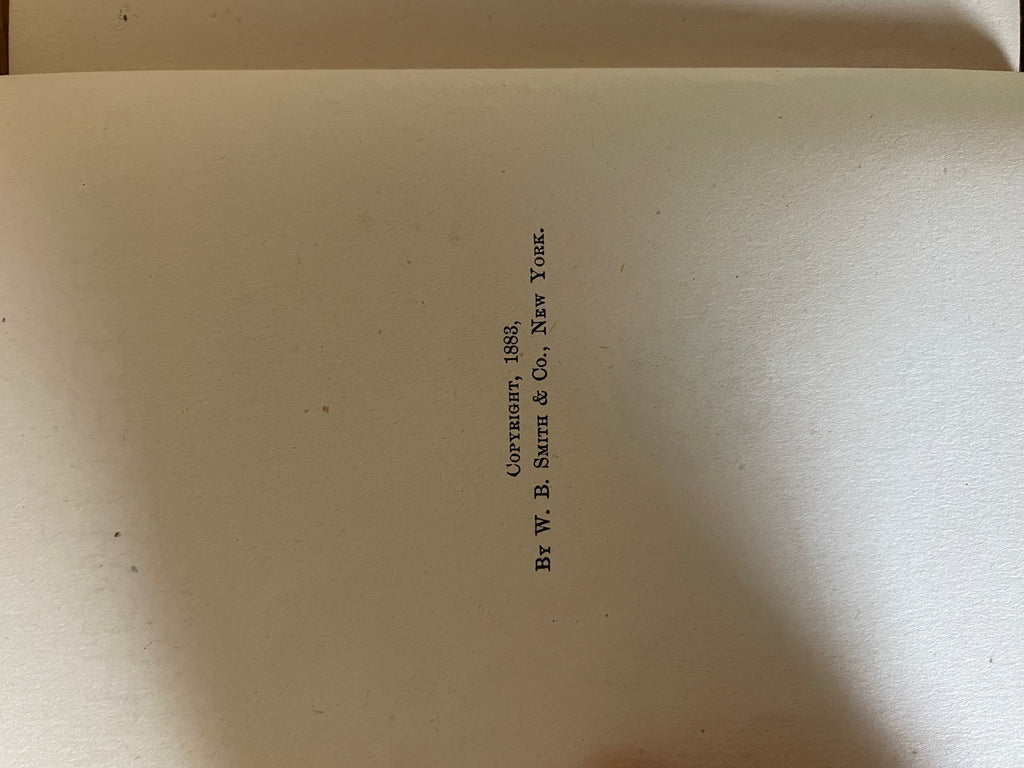 Copyright, 1883,
By W. B. Smith & Co., New York.